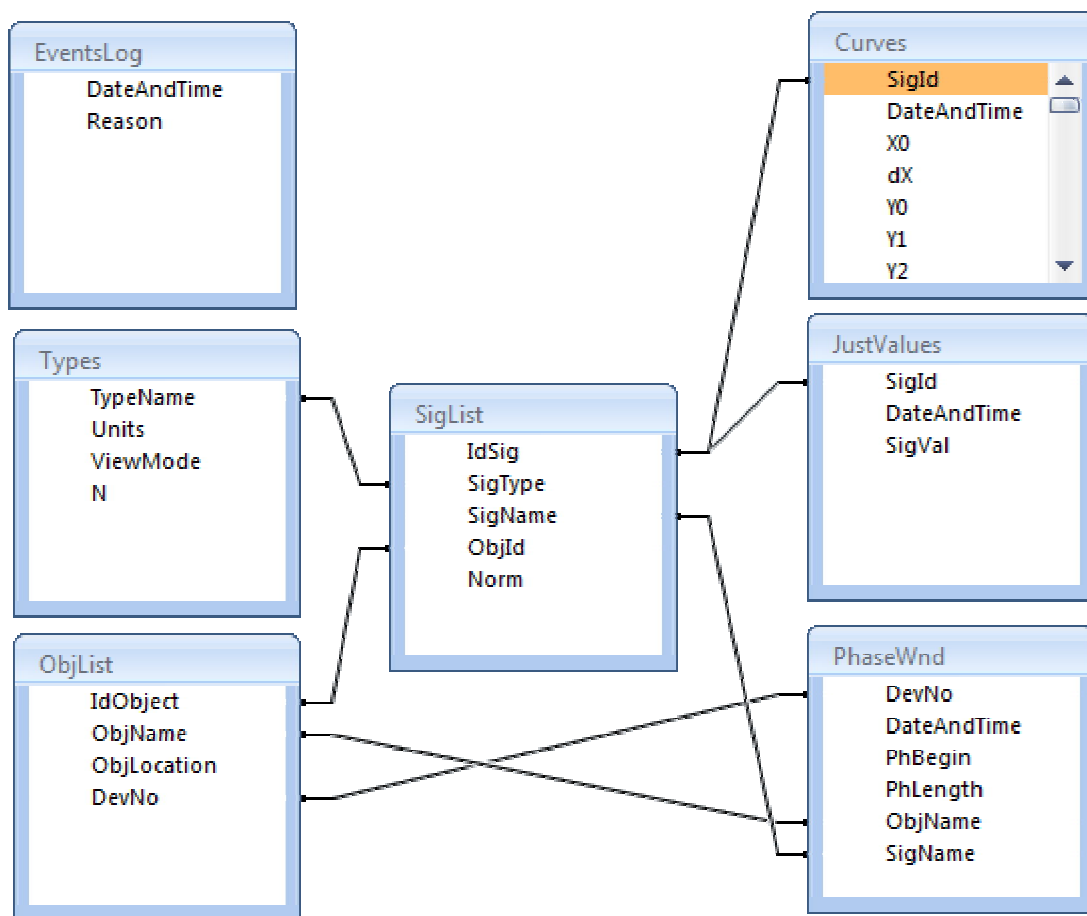 EventsLog
DateAndTime
Reason
Types
TypeName
Units
ViewMode
N
ObjList
IdObject
ObjName
ObjLocation
DevNo
SigList
IdSig
SigType
SigName
ObjId
Norm
Curves
SigId
DateAndTime
X0
dX
Y0
Y1
Y2
JustValues
SigId
DateAndTime
SigVal
PhaseWnd
DevNo
DateAndTime
PhBegin
PhLength
ObjName
SigName